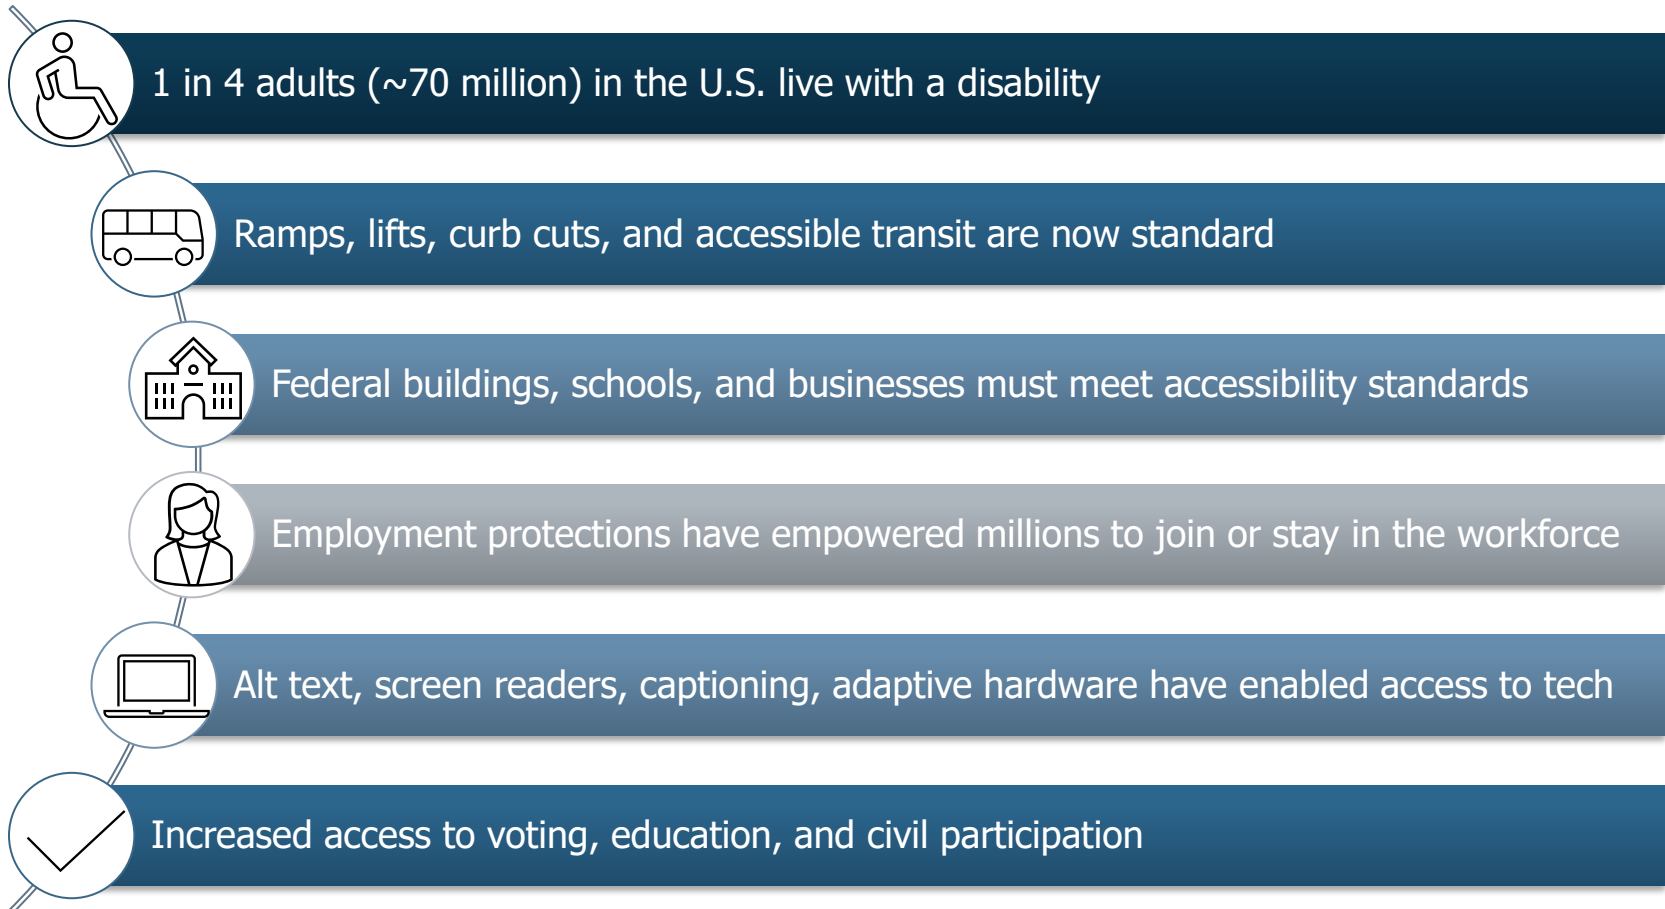 1 in 4 adults (~70 million) in the U.S. live with a disability
Ramps, lifts, curb cuts, and accessible transit are now standard
Federal buildings, schools, and businesses must meet accessibility standards
Employment protections have empowered millions to join or stay in the workforce
Alt text, screen readers, captioning, adaptive hardware have enabled access to tech
Increased access to voting, education, and civil participation